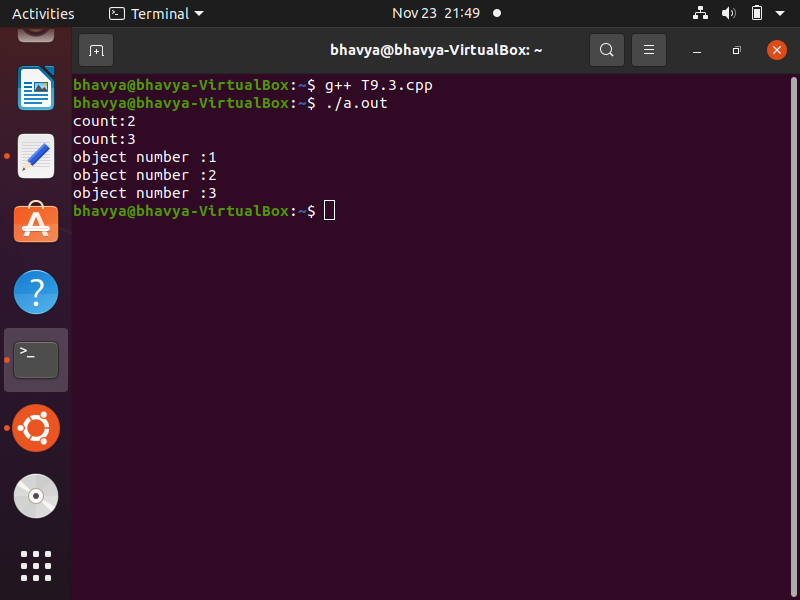 Activities Terminal Nov 23 21:49
bhavya@bhavya-VirtualBox: ~
bhavya@bhavya-VirtualBox:~$ g++ T9.3.cpp
bhavya@bhavya-VirtualBox:~$ ./a.out
count:2
count:3
object number :1
object number :2
object number :3
bhavya@bhavya-VirtualBox:~$